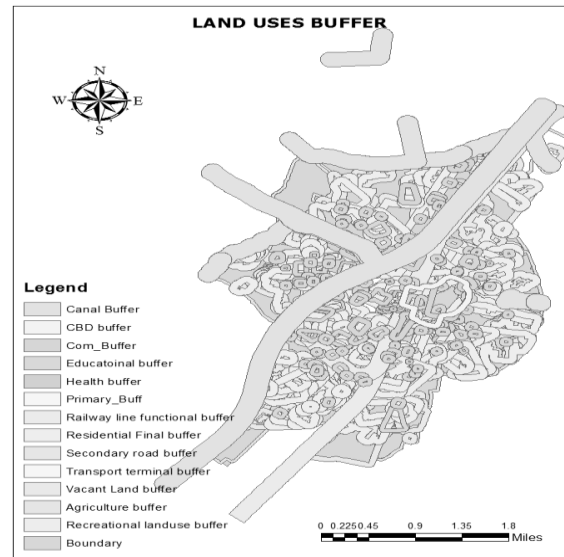 LAND USES BUFFER
N
W E
S
Legend
Canal Buffer
CBD buffer
Com_Buffer
Educatoinal buffer
Health buffer
Primary_Buff
Railway line functional buffer
Residential Final buffer
Secondary road buffer
Transport terminal buffer
Vacant Land buffer
Agriculture buffer
Recreational landuse buffer
Boundary
0 0.225 0.45 0.9 1.35 1.8
Miles